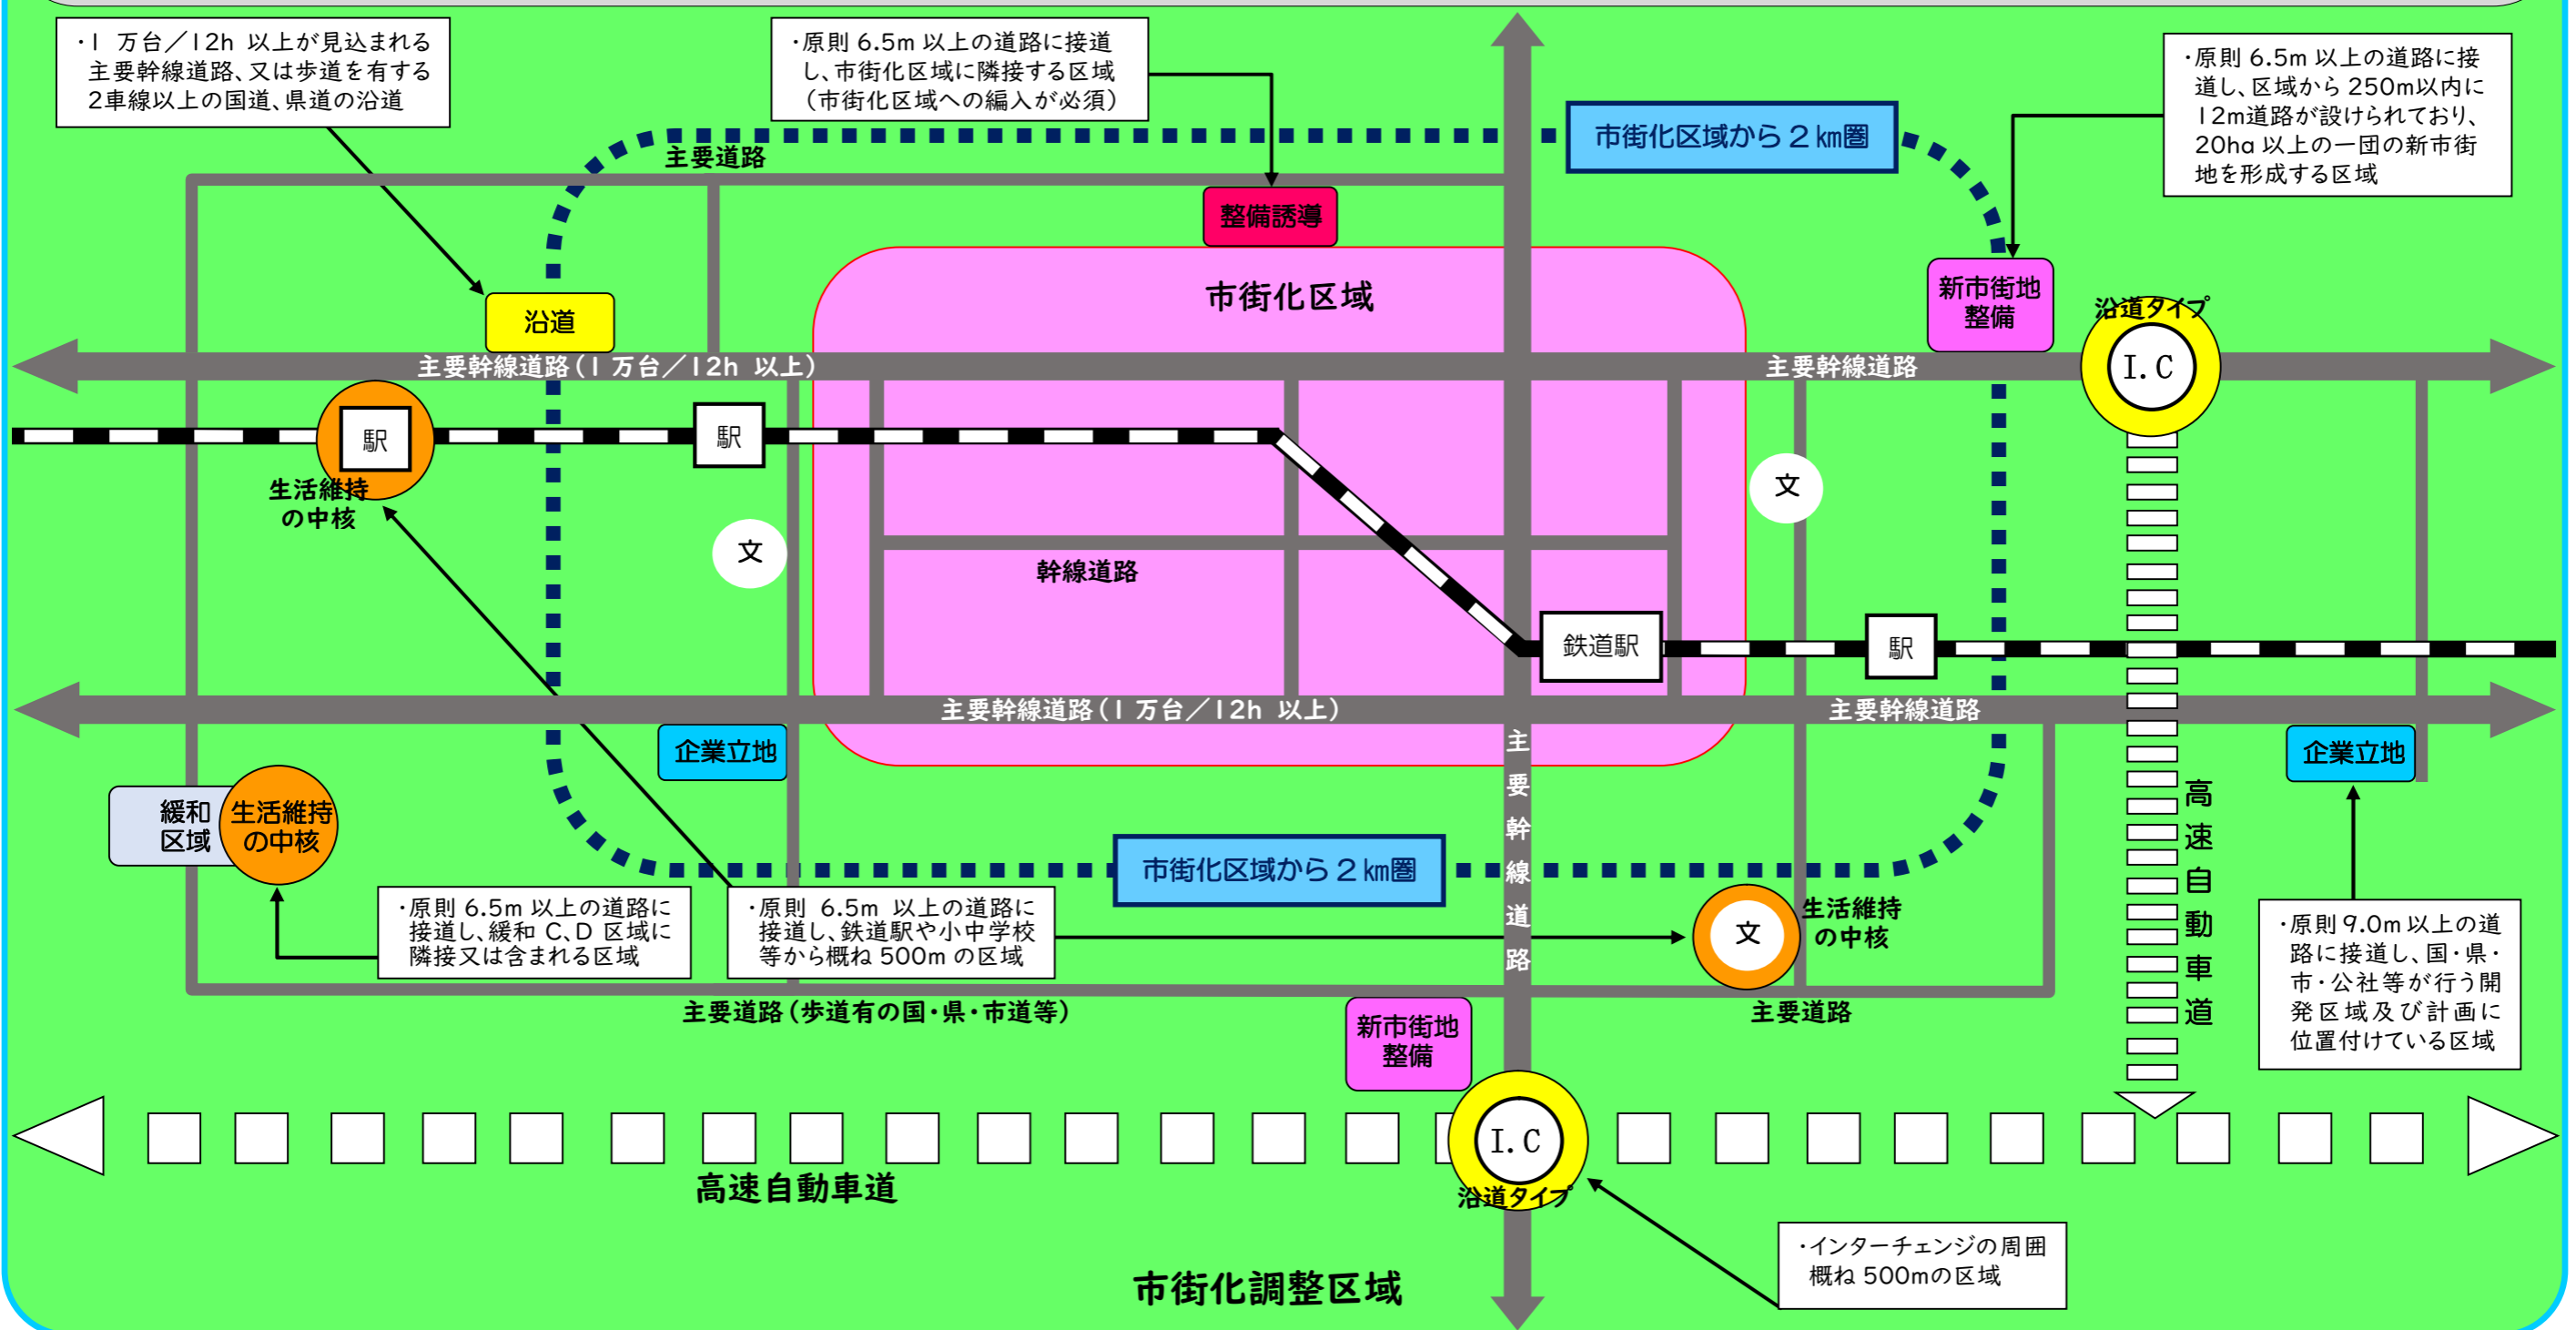 ・1 万台／12h 以上が見込まれる
主要幹線道路、又は歩道を有する
2車線以上の国道、県道の沿道
・原則 6.5m 以上の道路に接道
し、市街化区域に隣接する区域
（市街化区域への編入が必須）
・原則 6.5m 以上の道路に接
道し、区域から 250m以内に
12m道路が設けられており、
20ha 以上の一団の新市街
地を形成する区域
市街化区域から 2 ㎞圏
主要道路
整備誘導
市街化区域
新市街地
整備
沿道タイプ
I.C
沿道
主要幹線道路（1 万台／12h 以上）
主要幹線道路
駅
生活維持
の中核
駅
文
文
幹線道路
鉄道駅
駅
主要幹線道路（1 万台／12h 以上）
主要幹線道路
企業立地
主要幹線道路
企業立地
高速自動車道
緩和
区域
生活維持
の中核
市街化区域から 2 ㎞圏
・原則 6.5m 以上の道路に
接道し、緩和 C、D 区域に
隣接又は含まれる区域
・原則 6.5m 以上の道路に
接道し、鉄道駅や小中学校
等から概ね 500m の区域
文
生活維持
の中核
・原則 9.0m 以上の道
路に接道し、国・県・
市・公社等が行う開
発区域及び計画に
位置付けている区域
主要道路（歩道有の国・県・市道等）
主要道路
新市街地
整備
I.C
沿道タイプ
高速自動車道
・インターチェンジの周囲
概ね 500mの区域
市街化調整区域